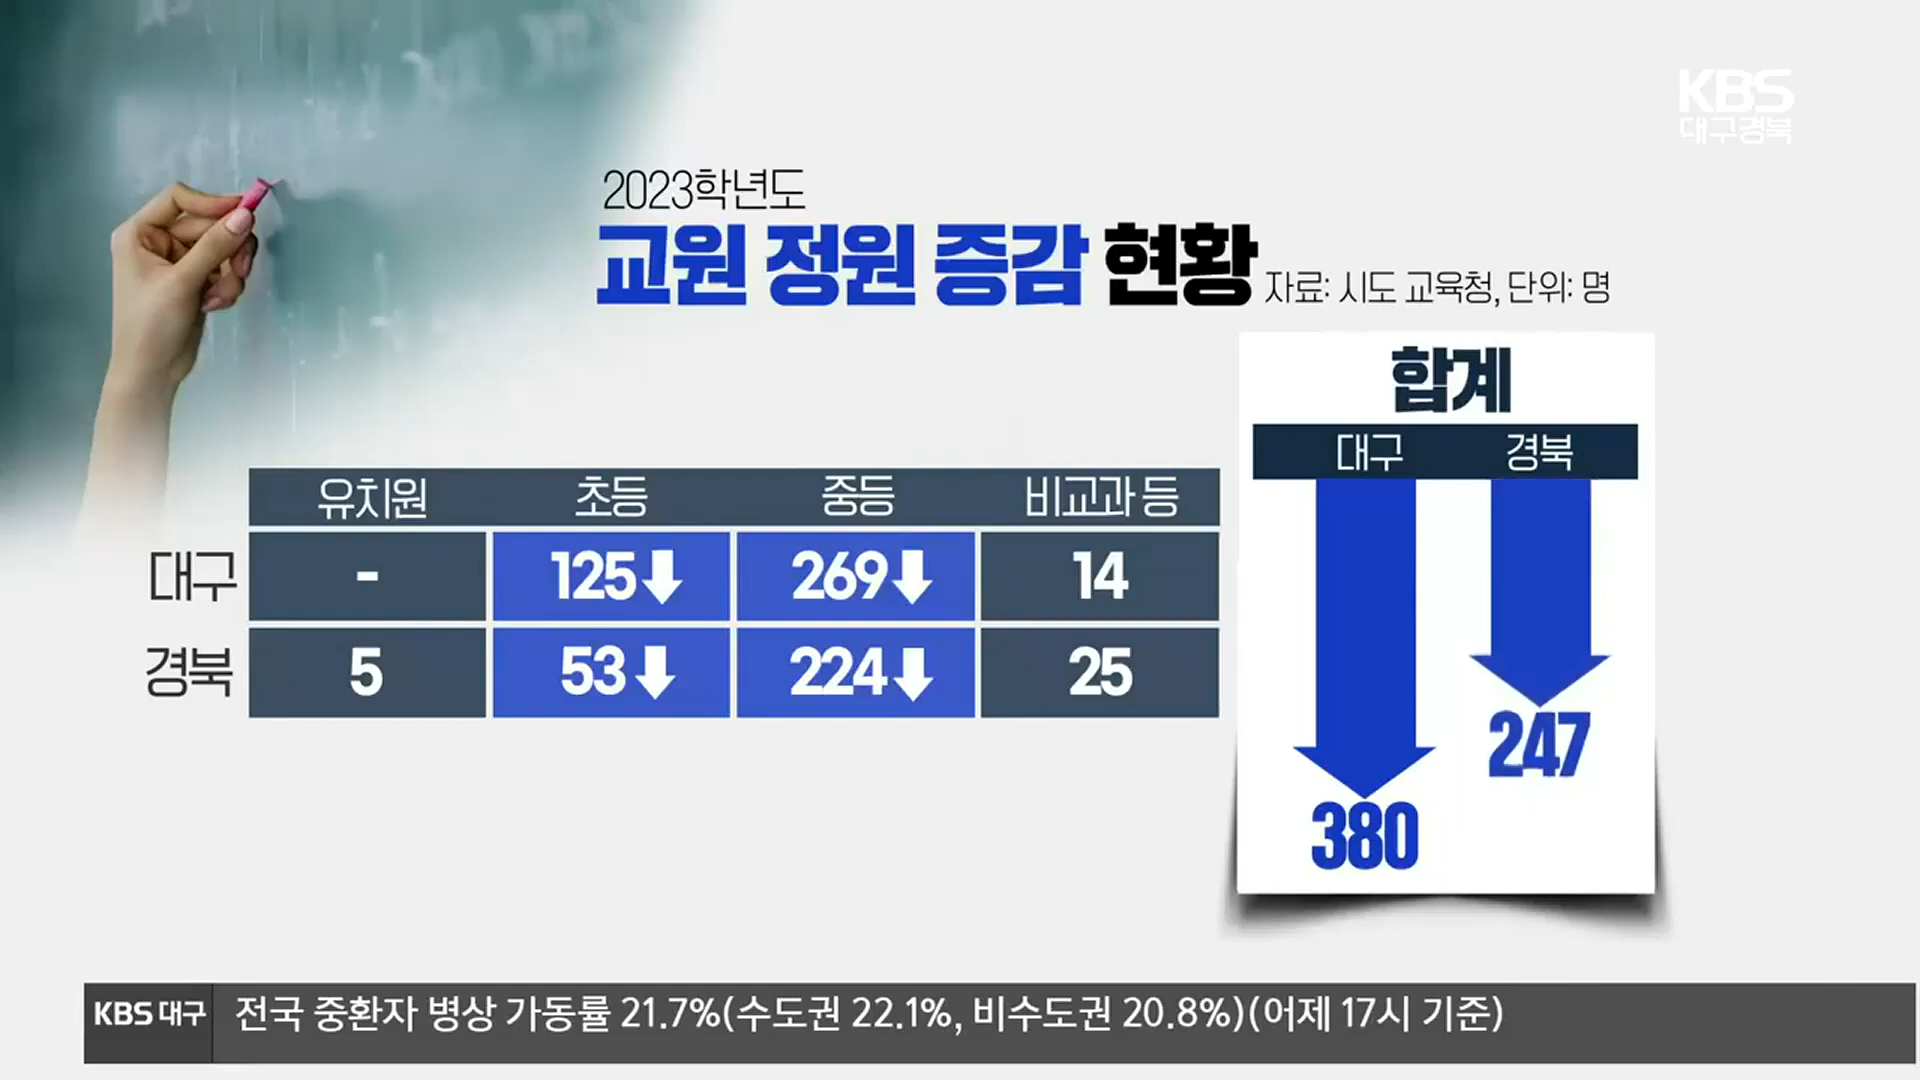 KBS
대구경북
2023학년도
교원 정원 증감 현황 자료: 시도 교육청, 단위: 명
유치원 초등 중등 비교과 등
대구 - 125↓ 269↓ 14
경북 5 53↓ 224↓ 25
합계
대구 경북
380 247
KBS 대구 전국 중환자 병상 가동률 21.7%(수도권 22.1%, 비수도권 20.8%)(어제 17시 기준)